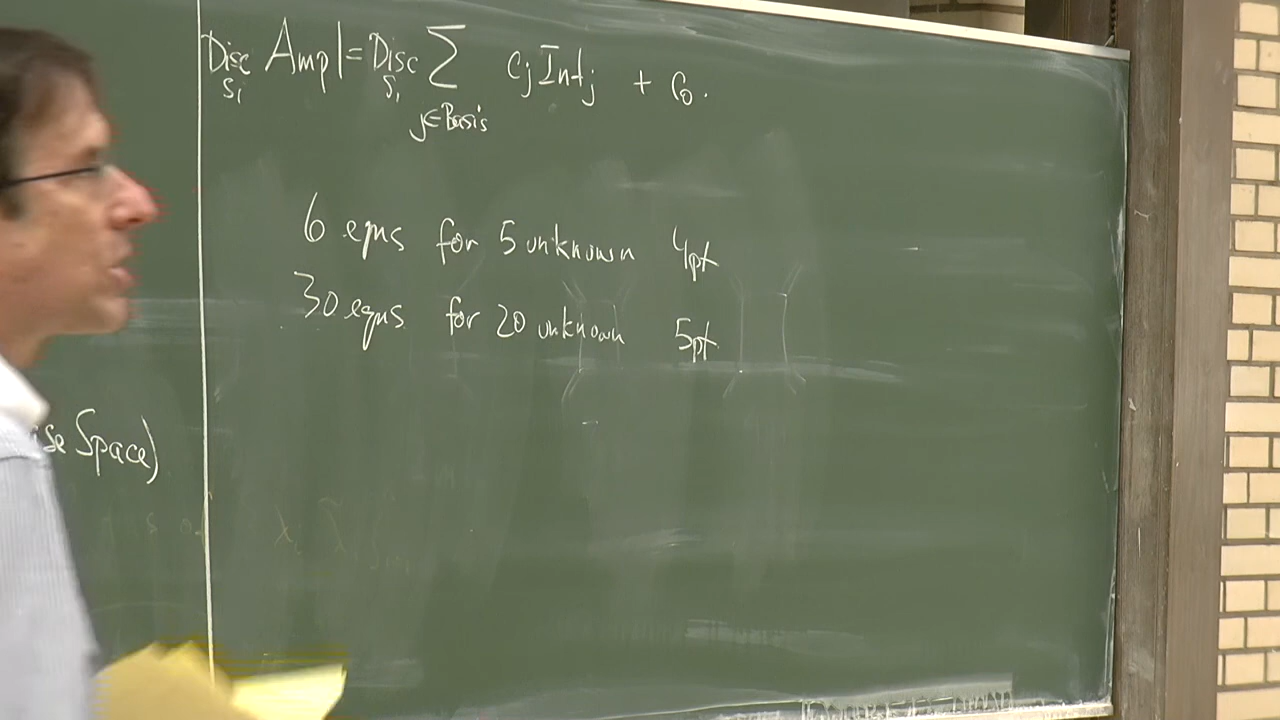 Disc Ampl = Disc Σ cj Intj + C0.
S1 S1 j∈Basis
6 eqns for 5 unknown 4pt
30 eqns for 20 unknown 5pt
Space)